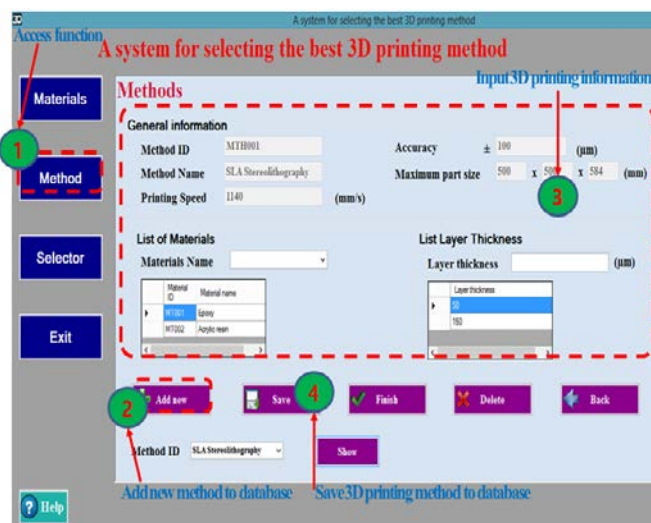 A system for selecting the best 3D printing method
Access function
A system for selecting the best 3D printing method
Input 3D printing information
Materials
Methods
General information
1
Method ID MTH001 Accuracy ± 100 (μm)
Method
Method Name SLA Stereolithography Maximum part size 500 x x 584 (mm)
3
Printing Speed 1140 (mm/s)
Selector
List of Materials List Layer Thickness
Materials Name Layer thickness (μm)
Material ID Material name Layer thickness
MT001 Epoxy 50
MT002 Acrylic resin
Exit
2 Add new Save 4 Finish Delete Back
Method ID SLA Stereolithography Show
Add new method to database Save 3D printing method to database
? Help